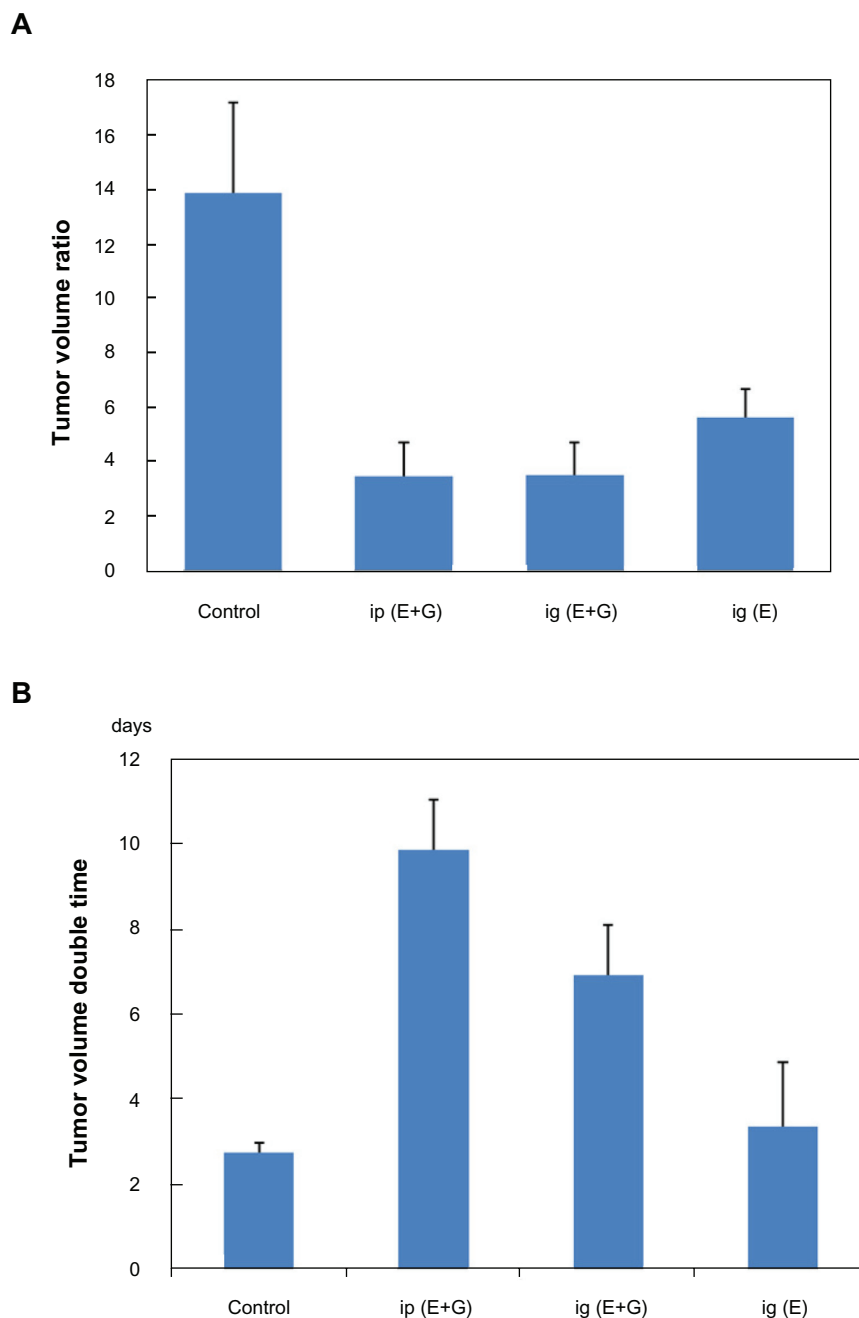 A
Tumor volume ratio
18
16
14
12
10
8
6
4
2
0
Control ip (E+G) ig (E+G) ig (E)
B
days
Tumor volume double time
12
10
8
6
4
2
0
Control ip (E+G) ig (E+G) ig (E)